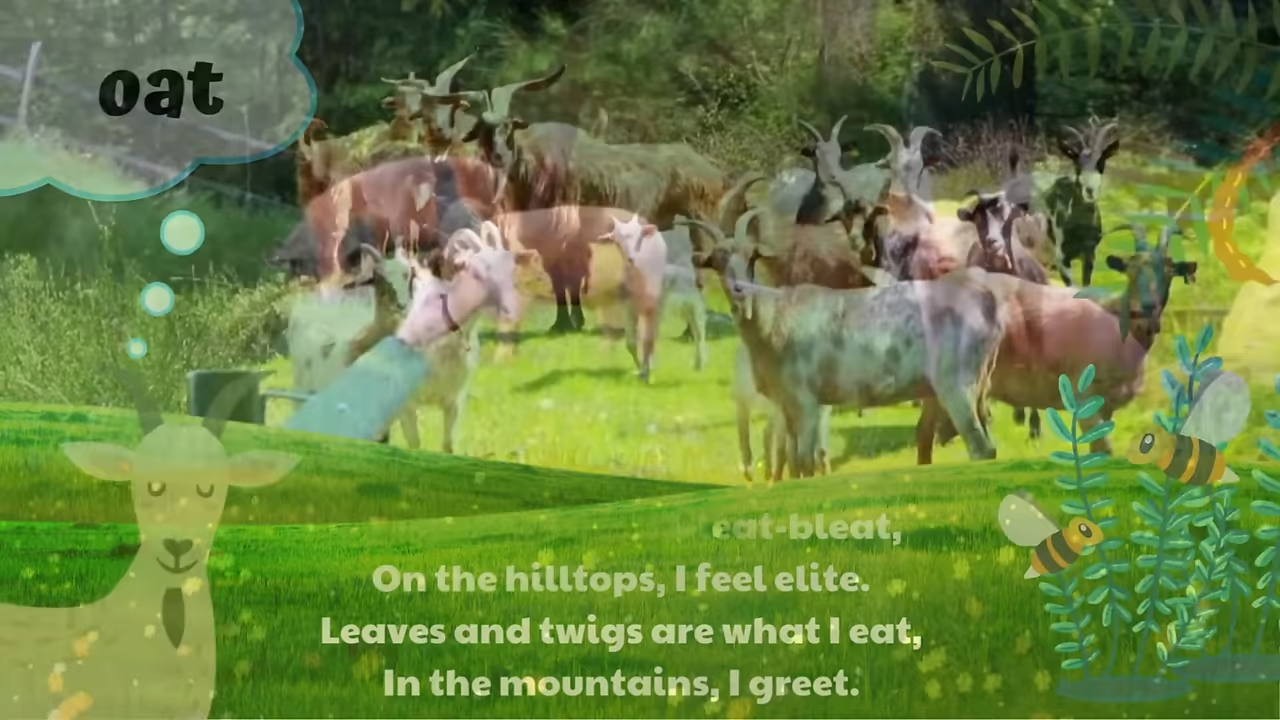 oat
eat-bleat,
On the hilltops, I feel elite.
Leaves and twigs are what I eat,
In the mountains, I greet.